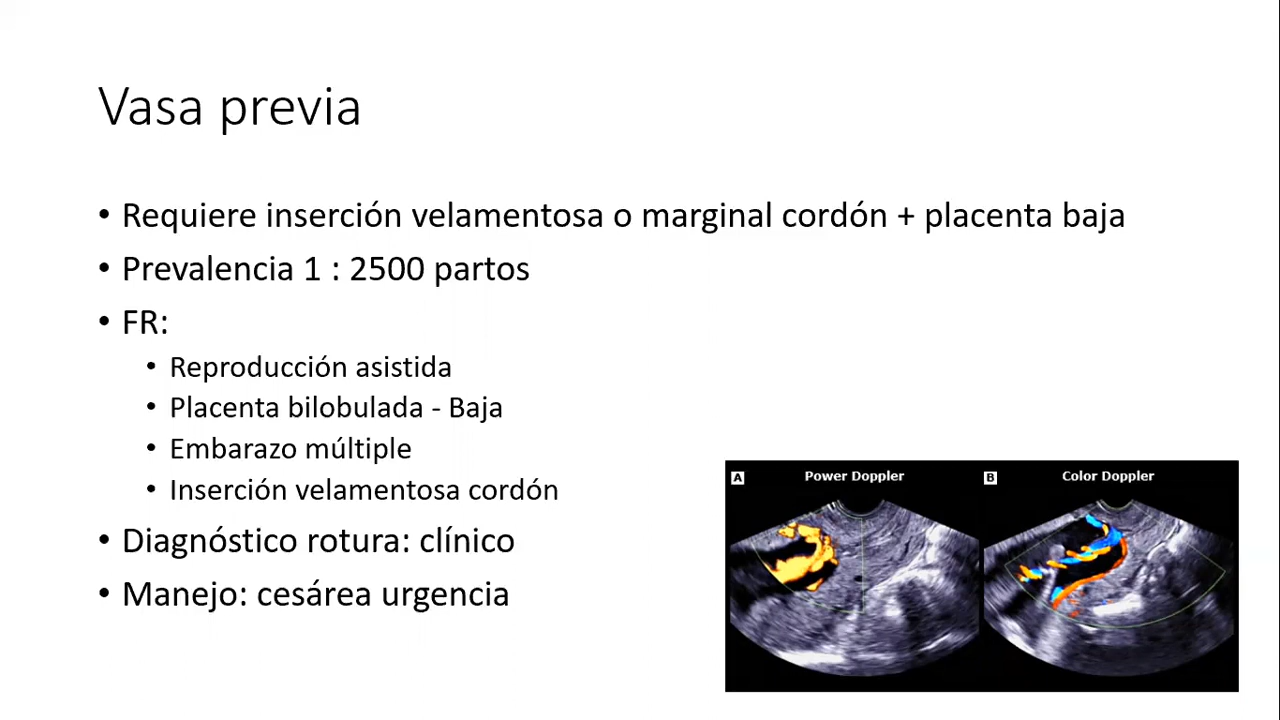 Vasa previa
• Requiere inserción velamentosa o marginal cordón + placenta baja
• Prevalencia 1 : 2500 partos
• FR:
• Reproducción asistida
• Placenta bilobulada - Baja
• Embarazo múltiple
• Inserción velamentosa cordón
• Diagnóstico rotura: clínico
• Manejo: cesárea urgencia
A Power Doppler
B Color Doppler